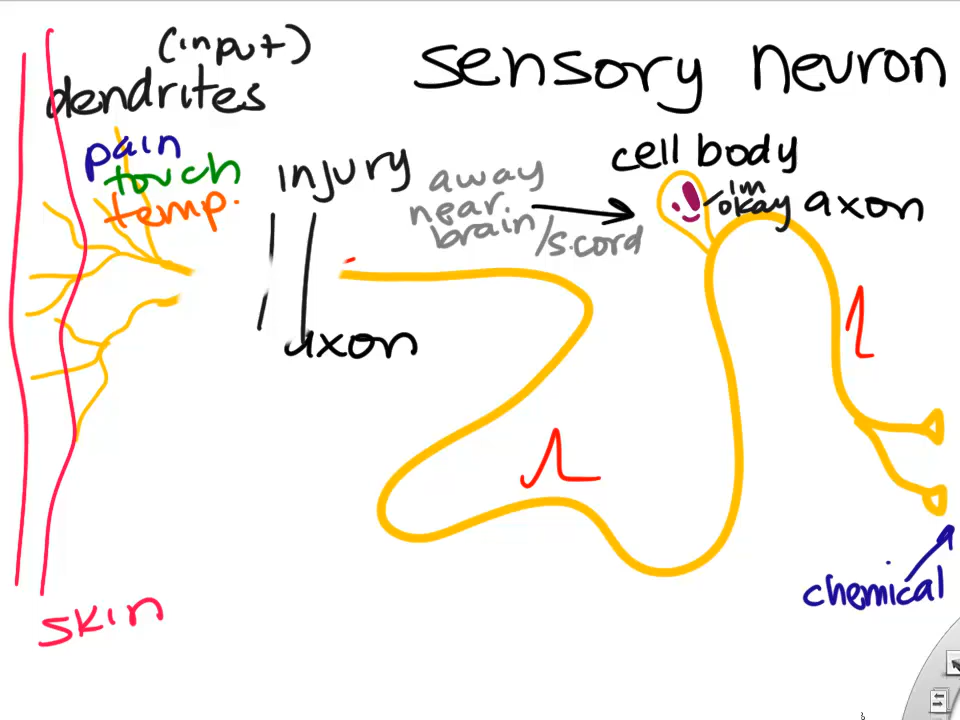 (input)
dendrites
sensory neuron
pain
touch
temp.
injury
away
near.
brain/s.cord
cell body
im
okay
axon
axon
chemical
skin